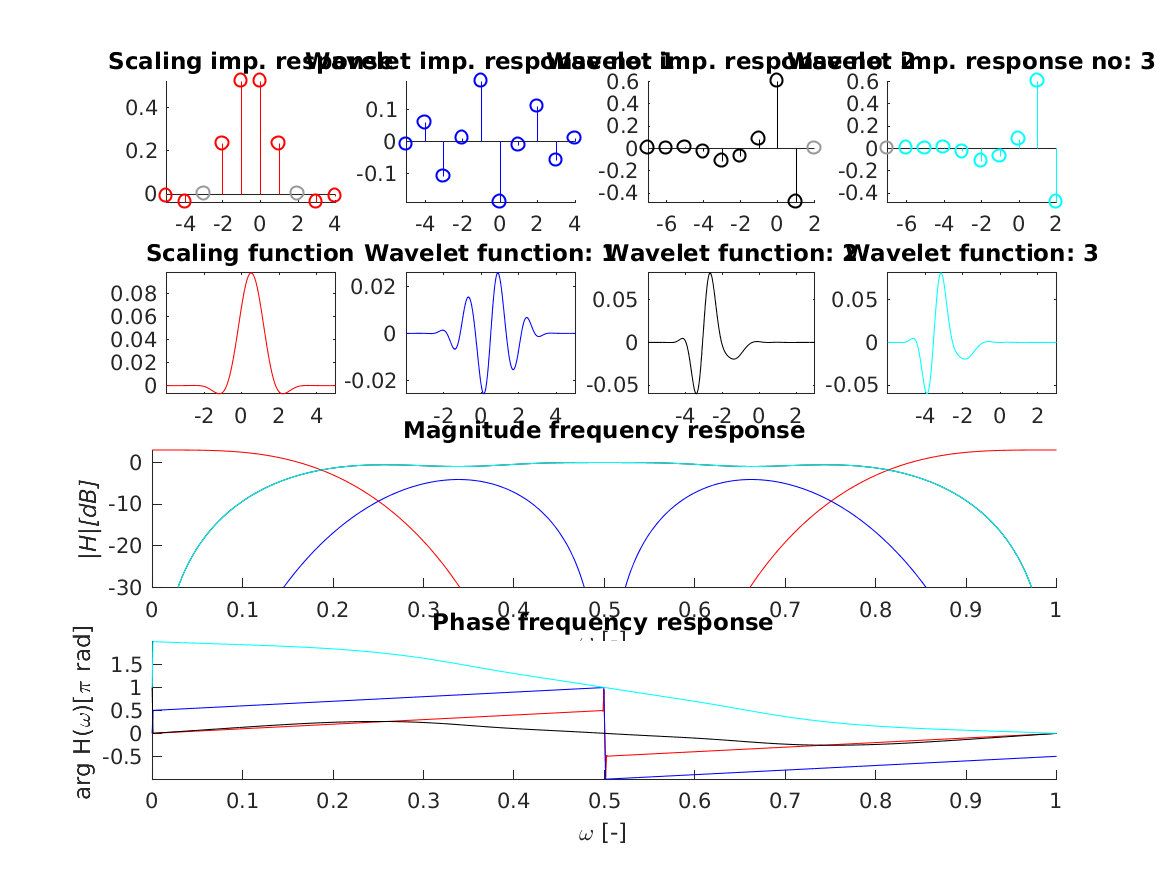 Scaling imp. response Wavelet imp. response no: 1 Wavelet imp. response no: 2 Wavelet imp. response no: 3
0.4
0.2
0
-4 -2 0 2 4
0.1
0
-0.1
-4 -2 0 2 4
0.6
0.4
0.2
0
-0.2
-0.4
-6 -4 -2 0 2
0.6
0.4
0.2
0
-0.2
-0.4
-6 -4 -2 0 2
Scaling function Wavelet function: 1 Wavelet function: 2 Wavelet function: 3
0.08
0.06
0.04
0.02
0
-2 0 2 4
0.02
0
-0.02
-2 0 2 4
0.05
0
-0.05
-4 -2 0 2
0.05
0
-0.05
-4 -2 0 2
Magnitude frequency response
|H|[dB]
0
-10
-20
-30
0 0.1 0.2 0.3 0.4 0.5 0.6 0.7 0.8 0.9 1
ω [-]
Phase frequency response
arg H(ω)[π rad]
1.5
1
0.5
0
-0.5
0 0.1 0.2 0.3 0.4 0.5 0.6 0.7 0.8 0.9 1
ω [-]